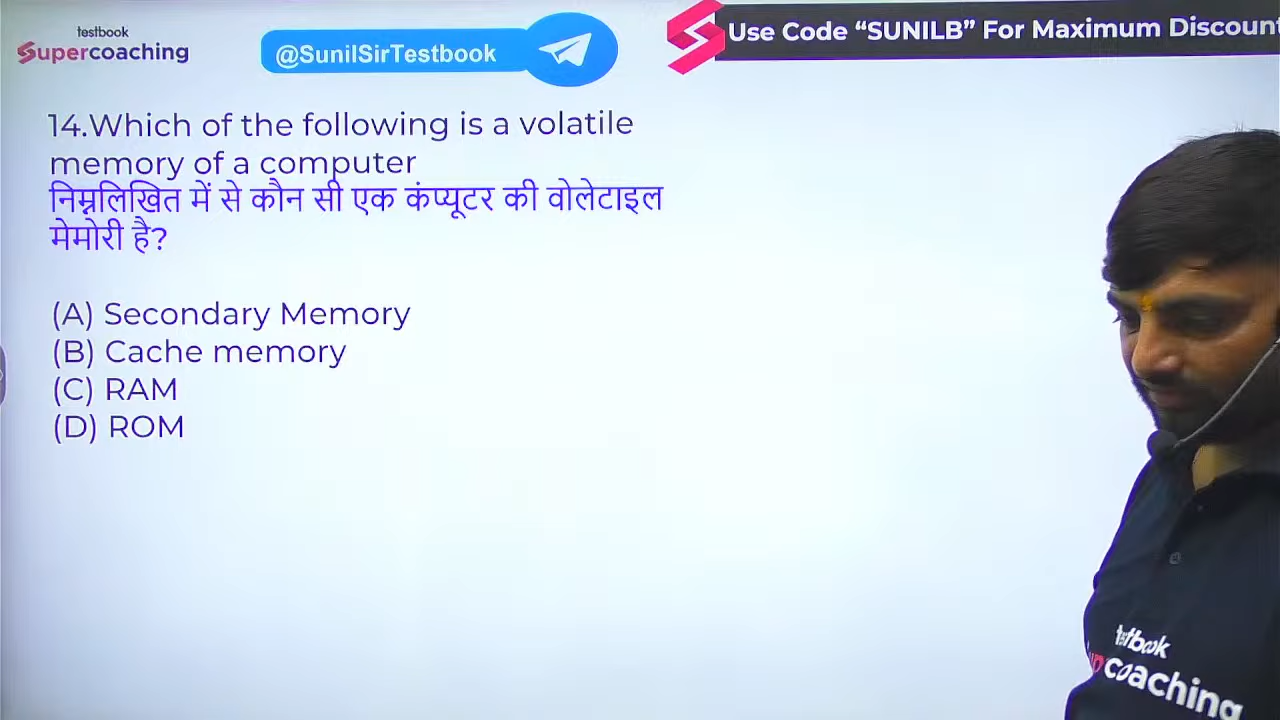 testbook
Supercoaching
@SunilSirTestbook
Use Code “SUNILB” For Maximum Discount
14.Which of the following is a volatile
memory of a computer
निम्नलिखित में से कौन सी एक कंप्यूटर की वोलेटाइल
मेमोरी है?
(A) Secondary Memory
(B) Cache memory
(C) RAM
(D) ROM
testbook
coaching